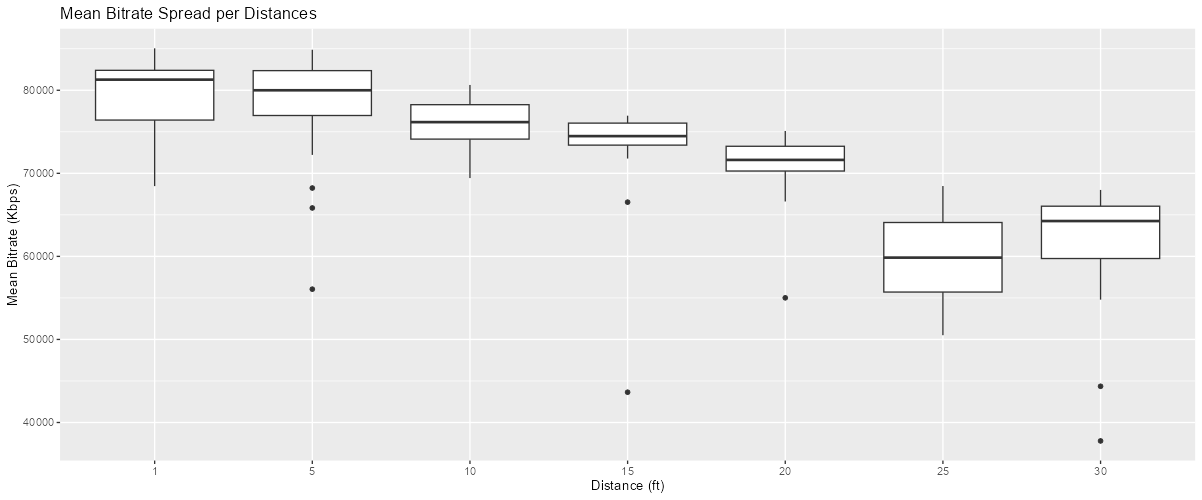 Mean Bitrate Spread per Distances
Mean Bitrate (Kbps)
80000
70000
60000
50000
40000
1 5 10 15 20 25 30
Distance (ft)